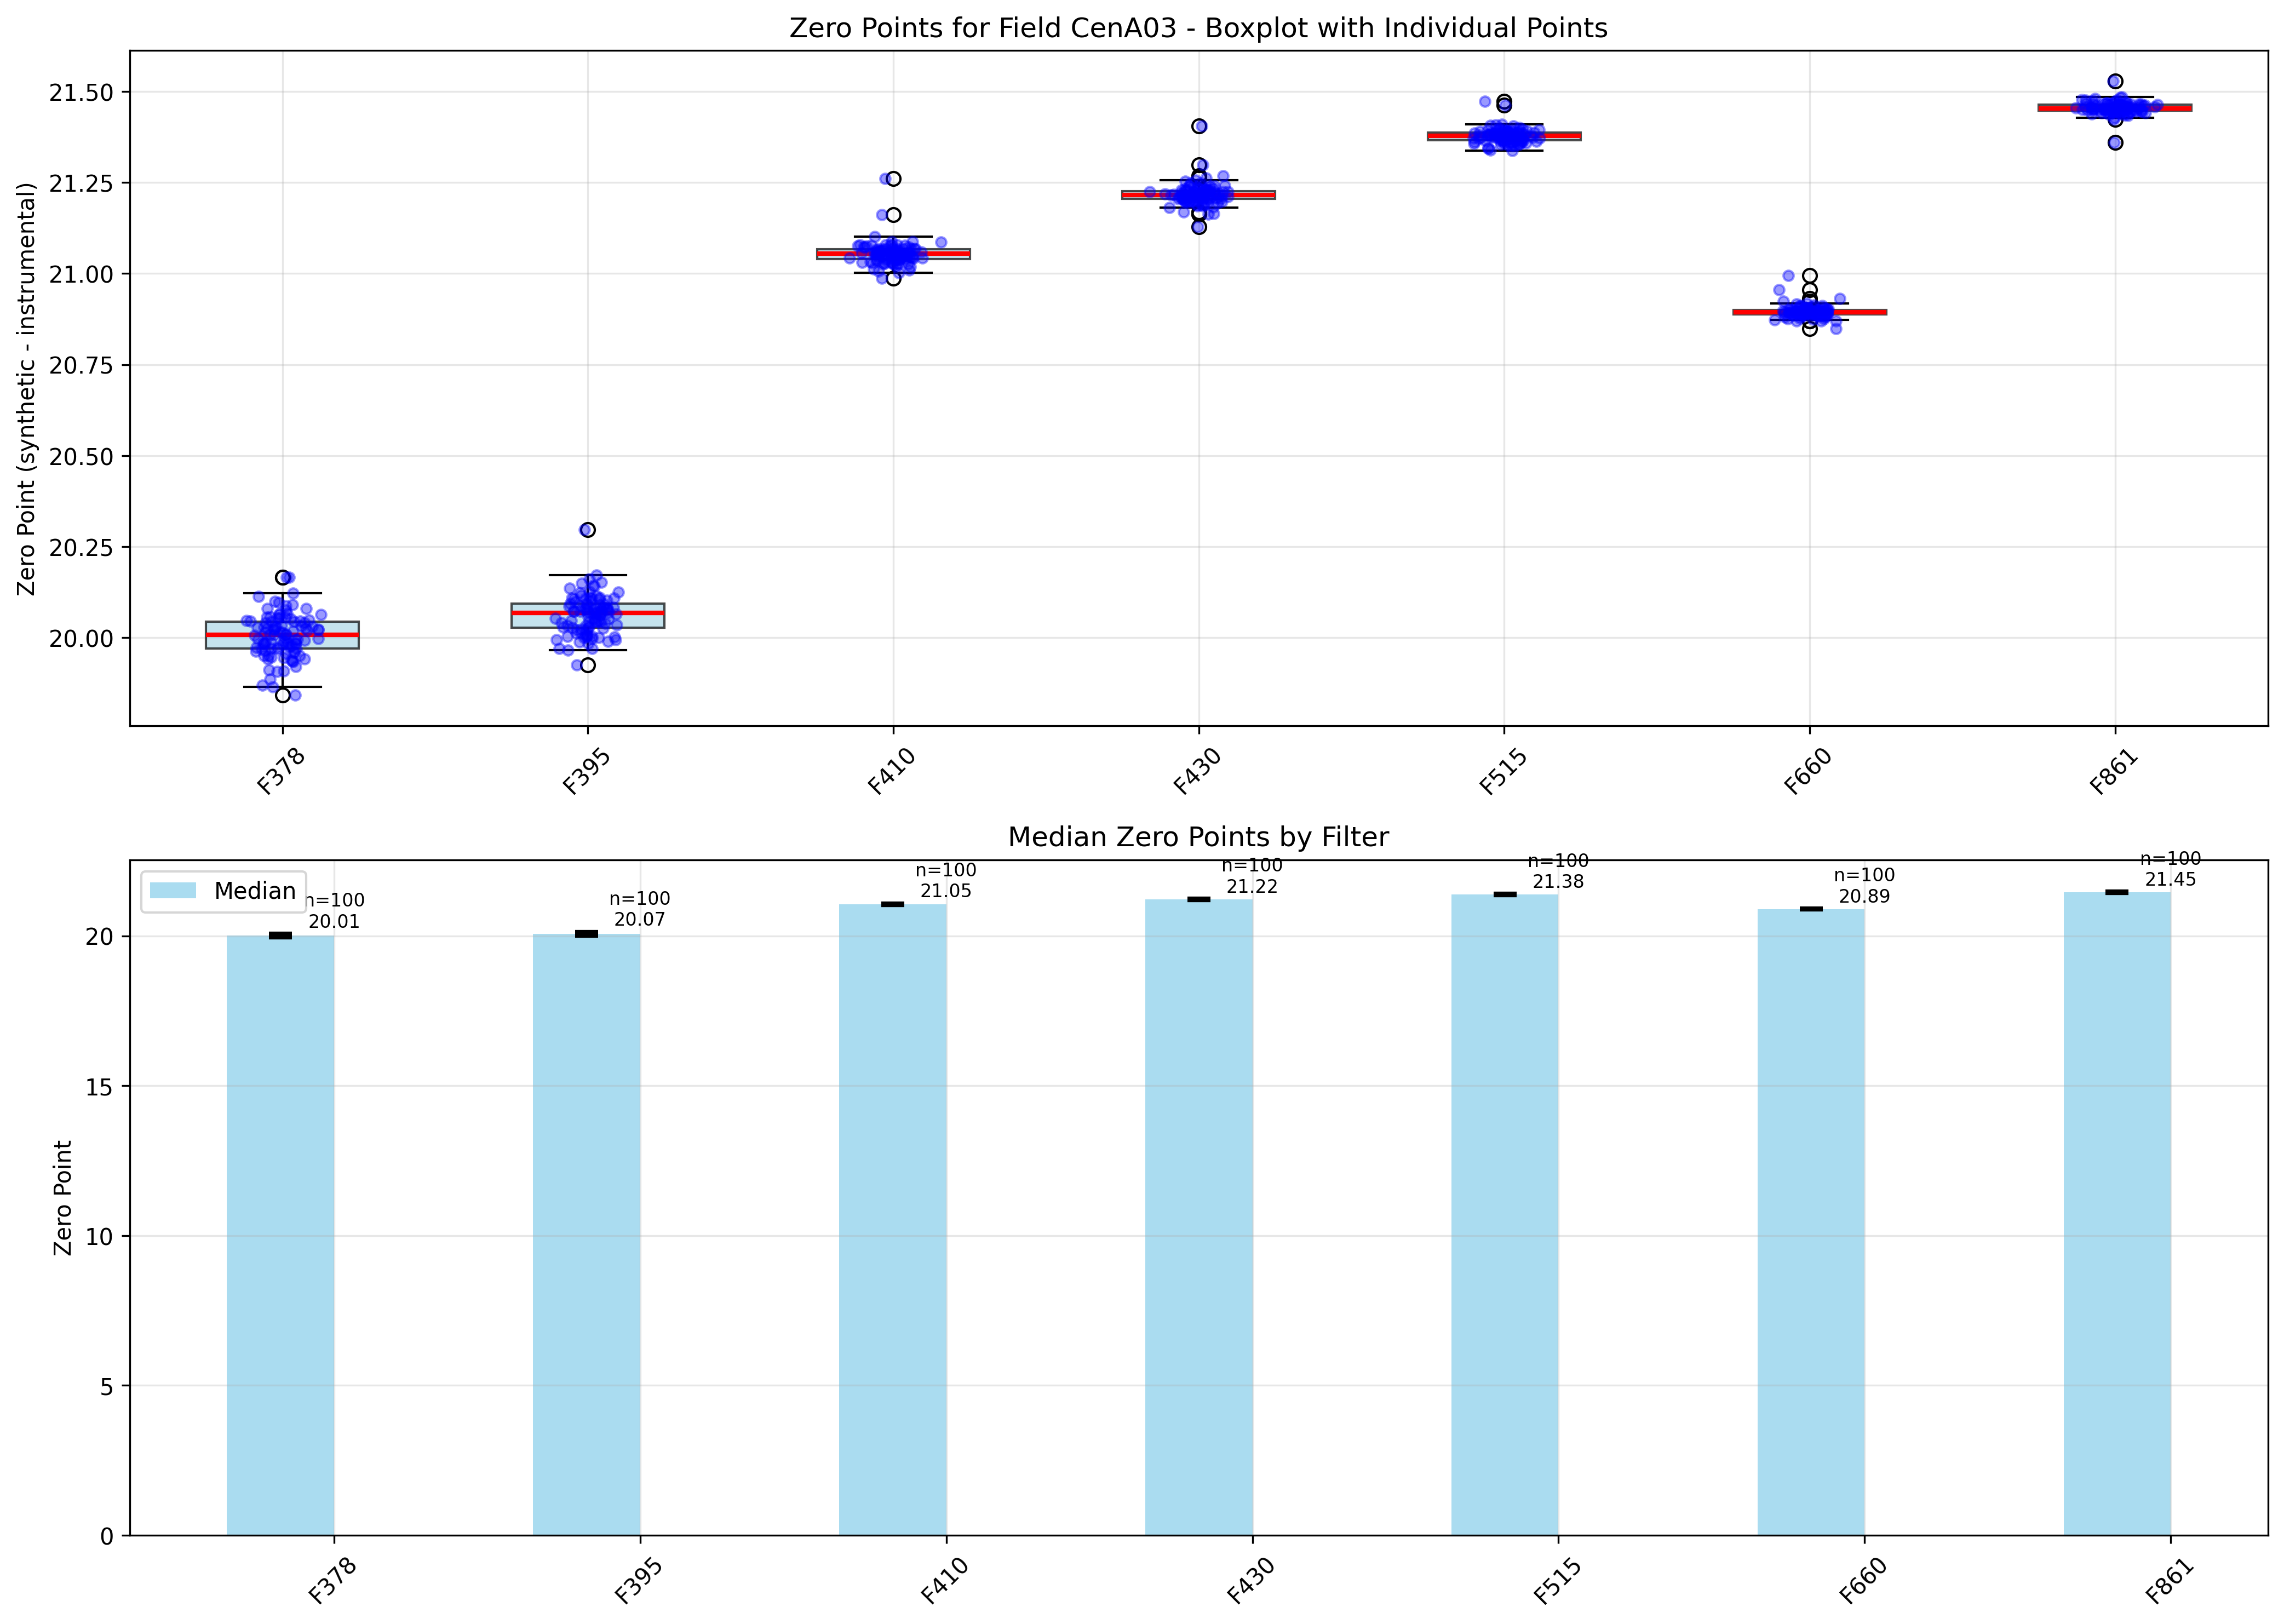 Zero Points for Field CenA03 - Boxplot with Individual Points
Zero Point (synthetic - instrumental)
21.50
21.25
21.00
20.75
20.50
20.25
20.00
F378
F395
F410
F430
F515
F660
F861
Median Zero Points by Filter
Zero Point
Median
n=100
20.01
n=100
20.07
n=100
21.05
n=100
21.22
n=100
21.38
n=100
20.89
n=100
21.45
20
15
10
5
0
F378
F395
F410
F430
F515
F660
F861